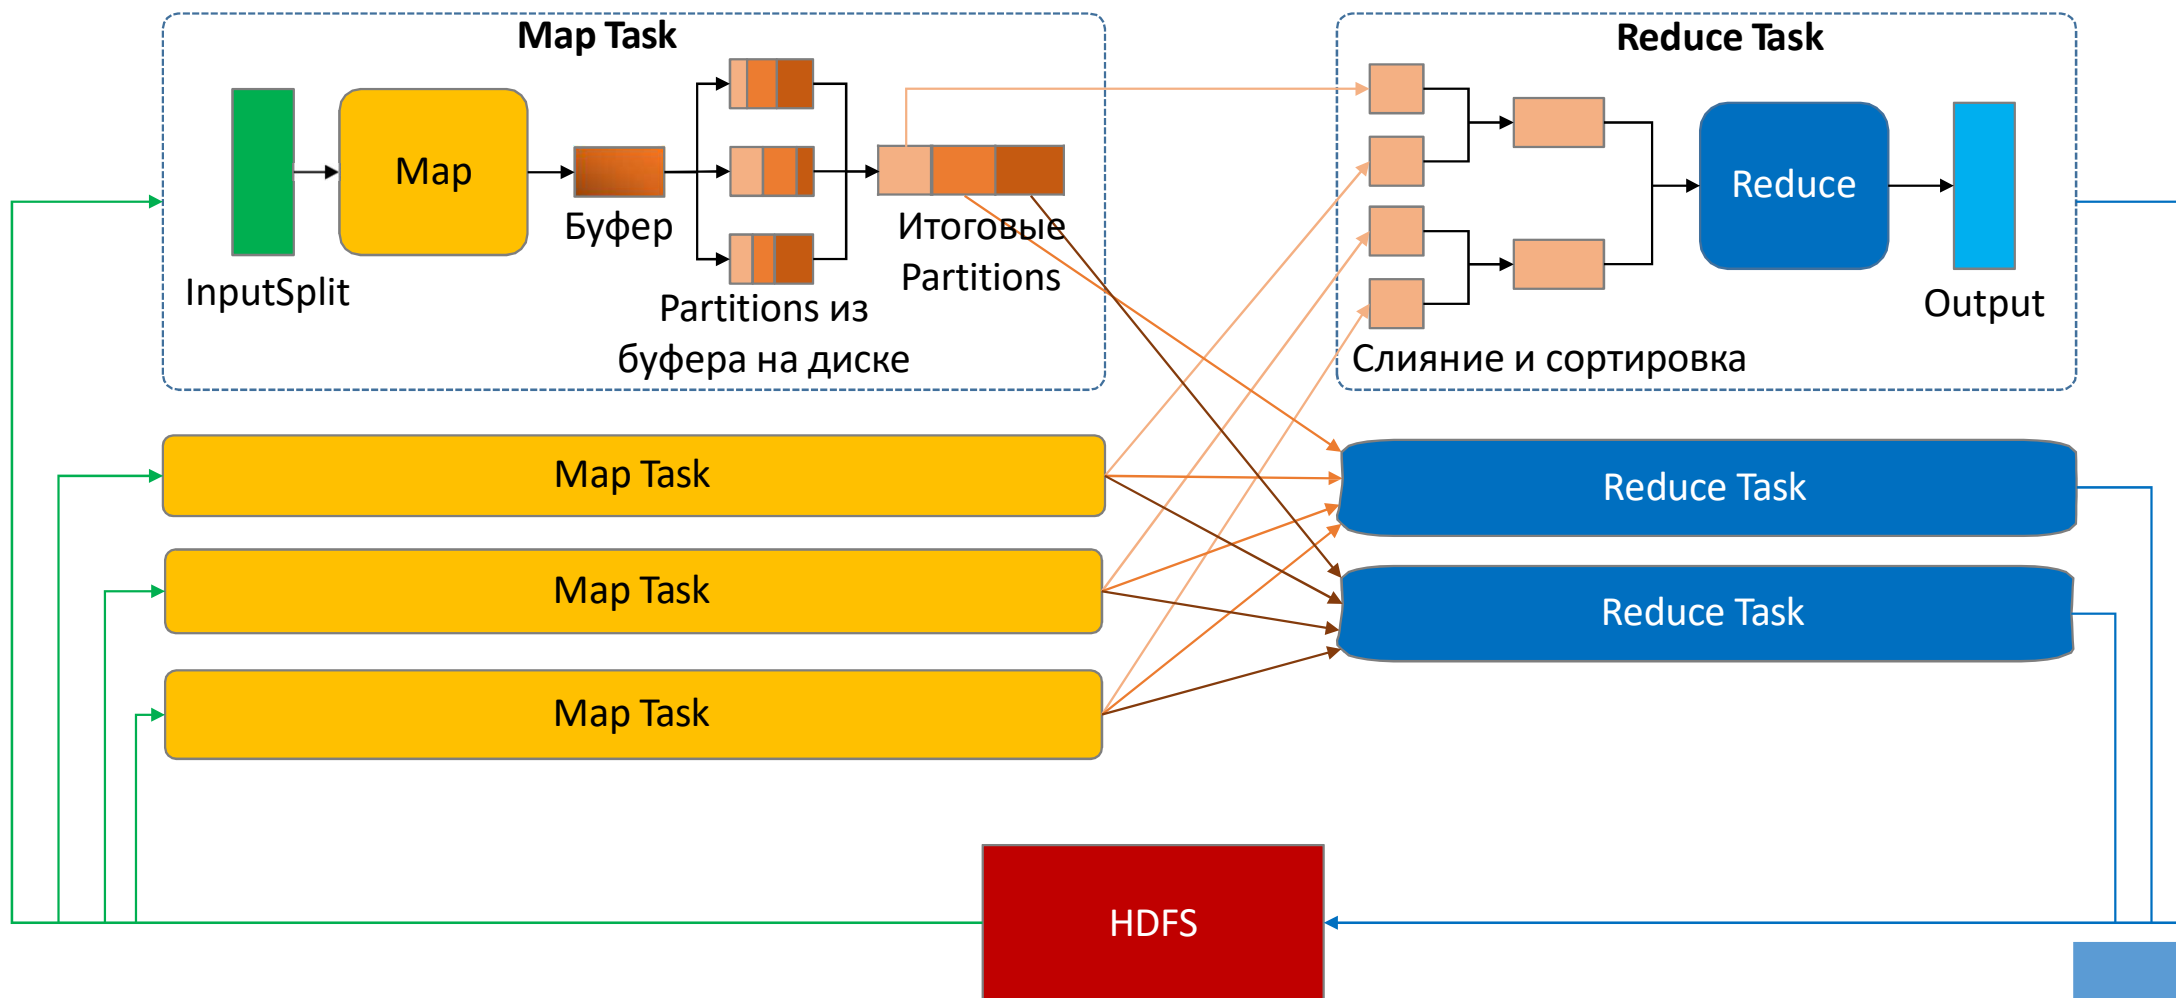 Map Task
Map
Буфер
InputSplit
Итоговые
Partitions
Partitions из
буфера на диске
Reduce Task
Reduce
Output
Слияние и сортировка
Map Task
Reduce Task
Map Task
Reduce Task
Map Task
HDFS